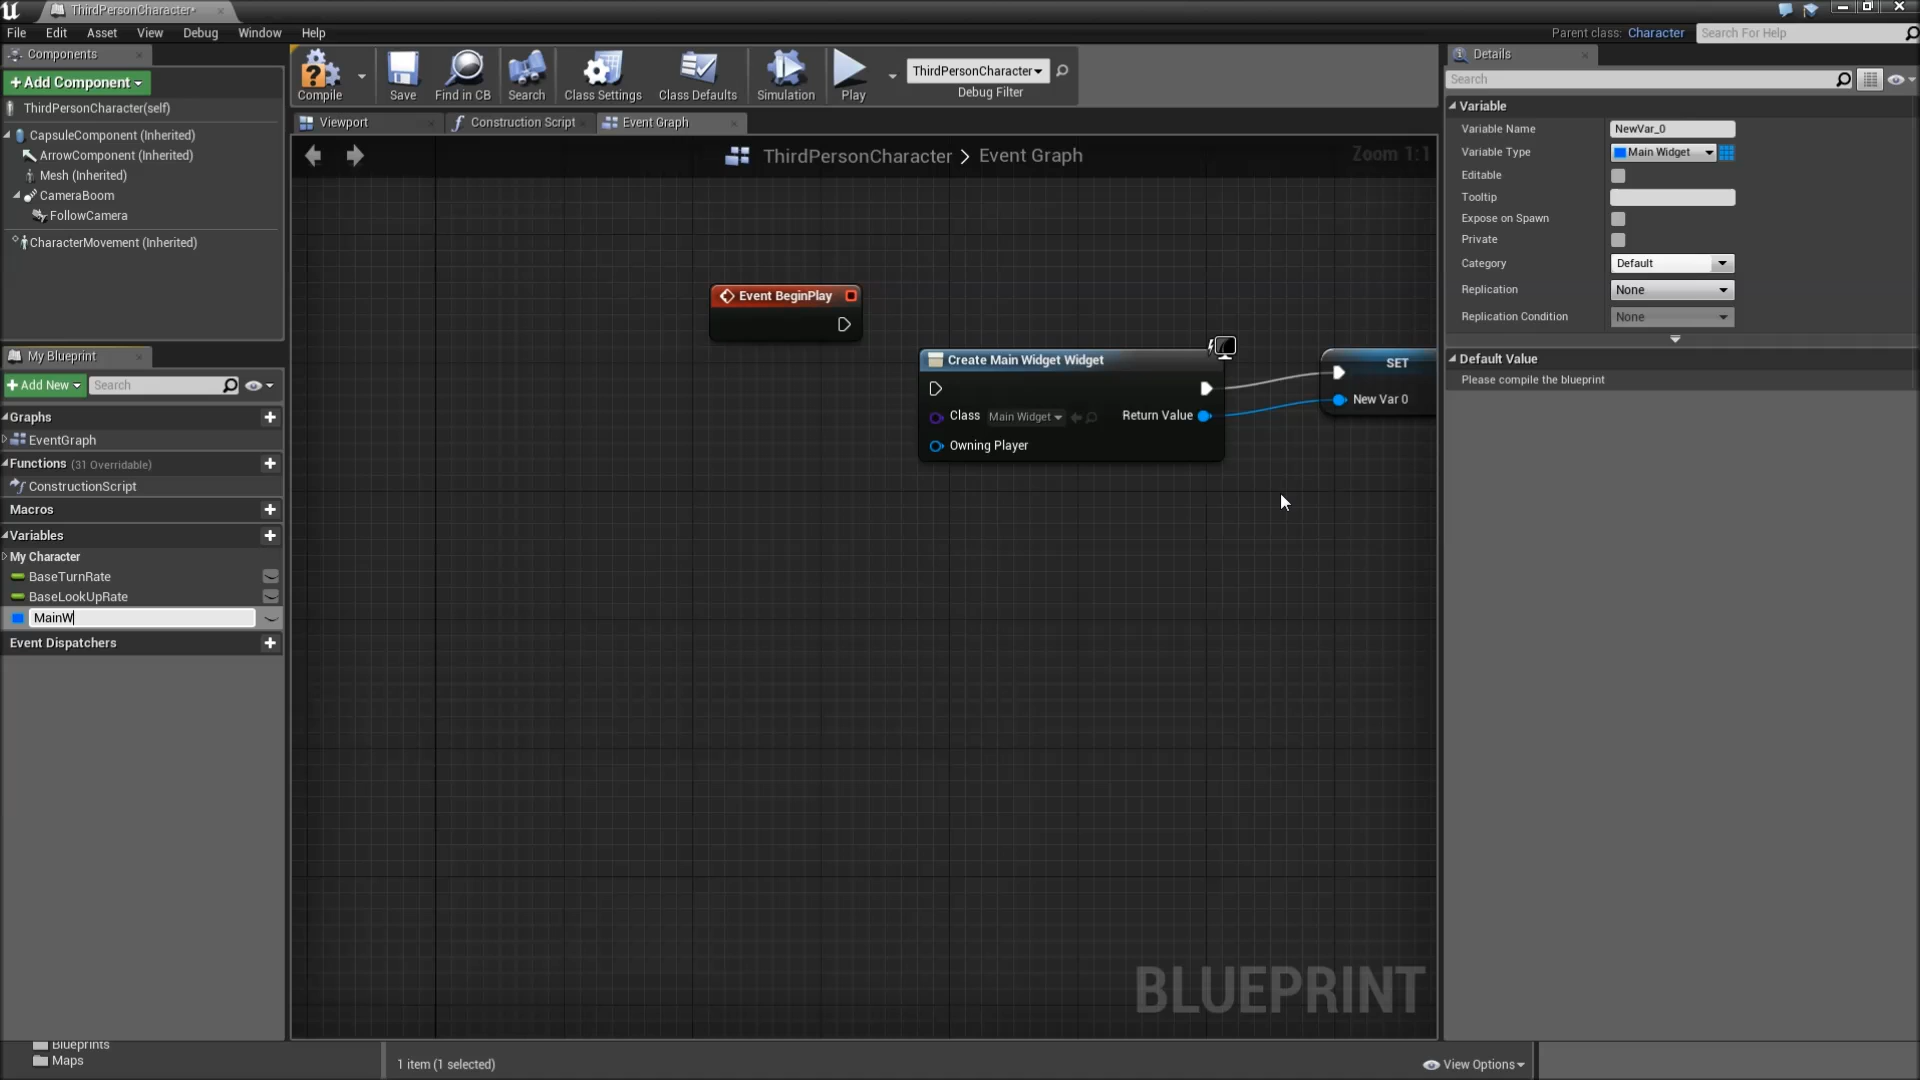 ThirdPersonCharacter*
File Edit Asset View Debug Window Help
Parent class: Character
Search For Help
Components
+Add Component
ThirdPersonCharacter(self)
CapsuleComponent (Inherited)
ArrowComponent (Inherited)
Mesh (Inherited)
CameraBoom
FollowCamera
CharacterMovement (Inherited)
Compile
Save
Find in CB
Search
Class Settings
Class Defaults
Simulation
Play
ThirdPersonCharacter
Debug Filter
Viewport
Construction Script
Event Graph
ThirdPersonCharacter > Event Graph
Zoom 1:1
Event BeginPlay
Create Main Widget Widget
Class Main Widget
Return Value
Owning Player
SET
New Var 0
BLUEPRINT
My Blueprint
+Add New
Search
Graphs
EventGraph
Functions (31 Overridable)
ConstructionScript
Macros
Variables
My Character
BaseTurnRate
BaseLookUpRate
MainW
Event Dispatchers
Details
Search
Variable
Variable Name NewVar_0
Variable Type Main Widget
Editable
Tooltip
Expose on Spawn
Private
Category Default
Replication None
Replication Condition None
Default Value
Please compile the blueprint
Blueprints
Maps
1 item (1 selected)
View Options